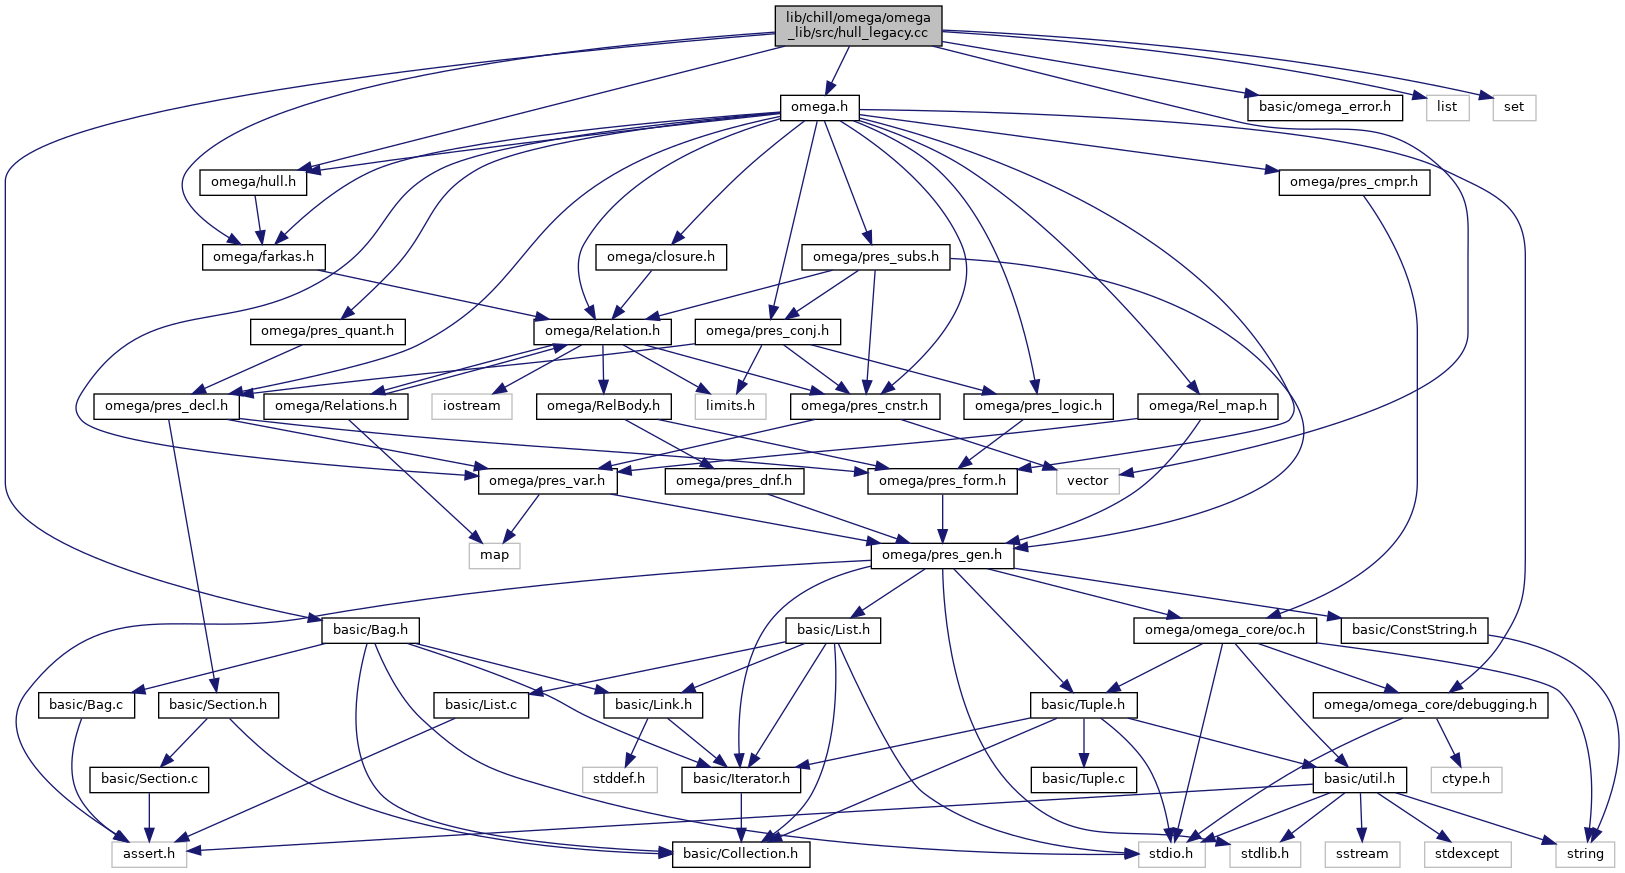 lib/chill/omega/omega
_lib/src/hull_legacy.cc
omega.h
basic/omega_error.h
list
set
omega/hull.h
omega/pres_cmpr.h
omega/farkas.h
omega/closure.h
omega/pres_subs.h
omega/pres_quant.h
omega/Relation.h
omega/pres_conj.h
omega/pres_decl.h
omega/Relations.h
iostream
omega/RelBody.h
limits.h
omega/pres_cnstr.h
omega/pres_logic.h
omega/Rel_map.h
omega/pres_var.h
omega/pres_dnf.h
omega/pres_form.h
vector
map
omega/pres_gen.h
basic/Bag.h
basic/List.h
omega/omega_core/oc.h
basic/ConstString.h
basic/Bag.c
basic/Section.h
basic/List.c
basic/Link.h
basic/Tuple.h
omega/omega_core/debugging.h
basic/Section.c
stddef.h
basic/Iterator.h
basic/Tuple.c
basic/util.h
ctype.h
assert.h
basic/Collection.h
stdio.h
stdlib.h
sstream
stdexcept
string